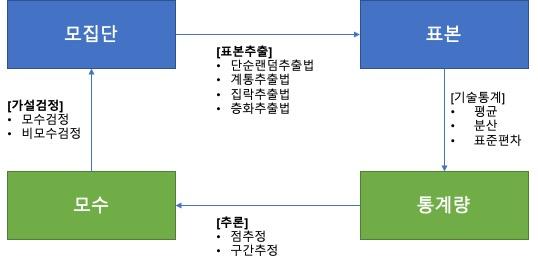 모집단
표본
[표본추출]
• 단순랜덤추출법
• 계통추출법
• 집락추출법
• 층화추출법
[가설검정]
• 모수검정
• 비모수검정
[기술통계]
• 평균
• 분산
• 표준편차
모수
통계량
[추론]
• 점추정
• 구간추정